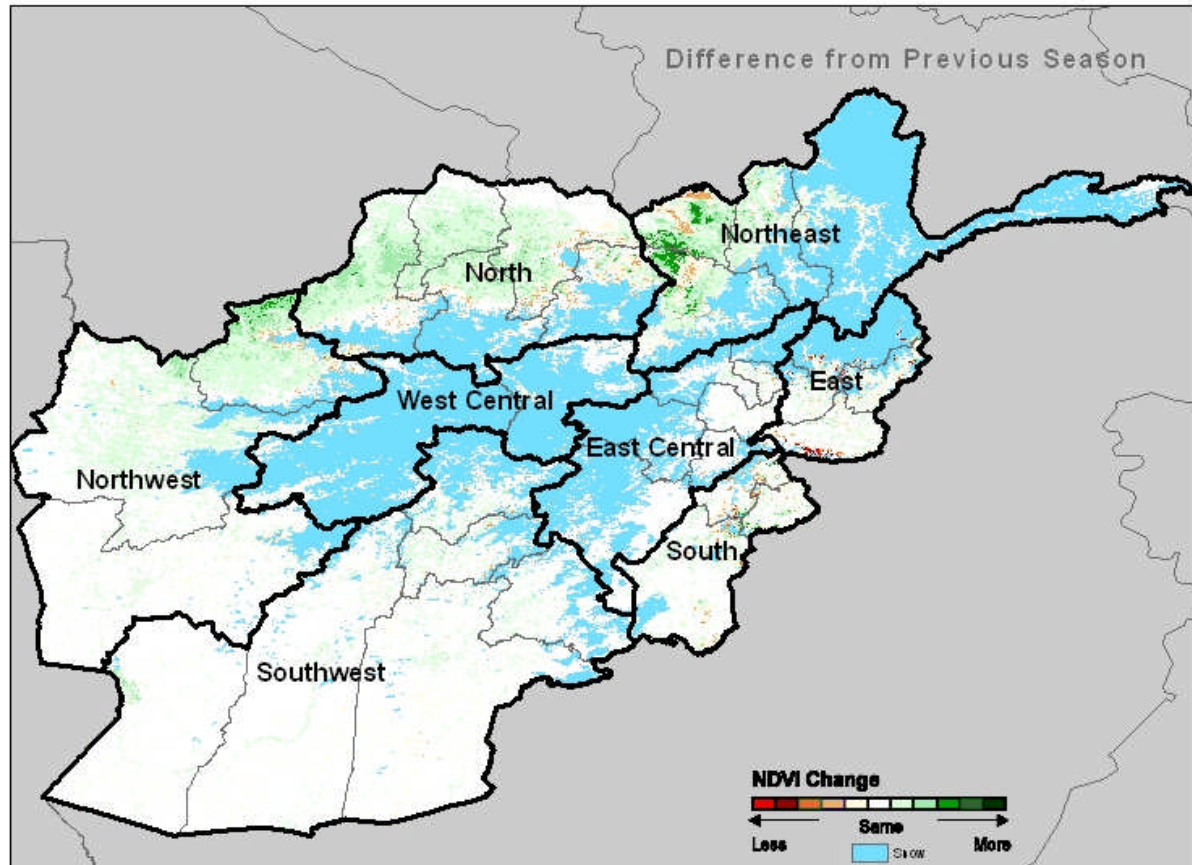 Difference from Previous Season
Northeast
North
East
West Central
East Central
Northwest
South
Southwest
NDVI Change
Same
Less
More
Snow